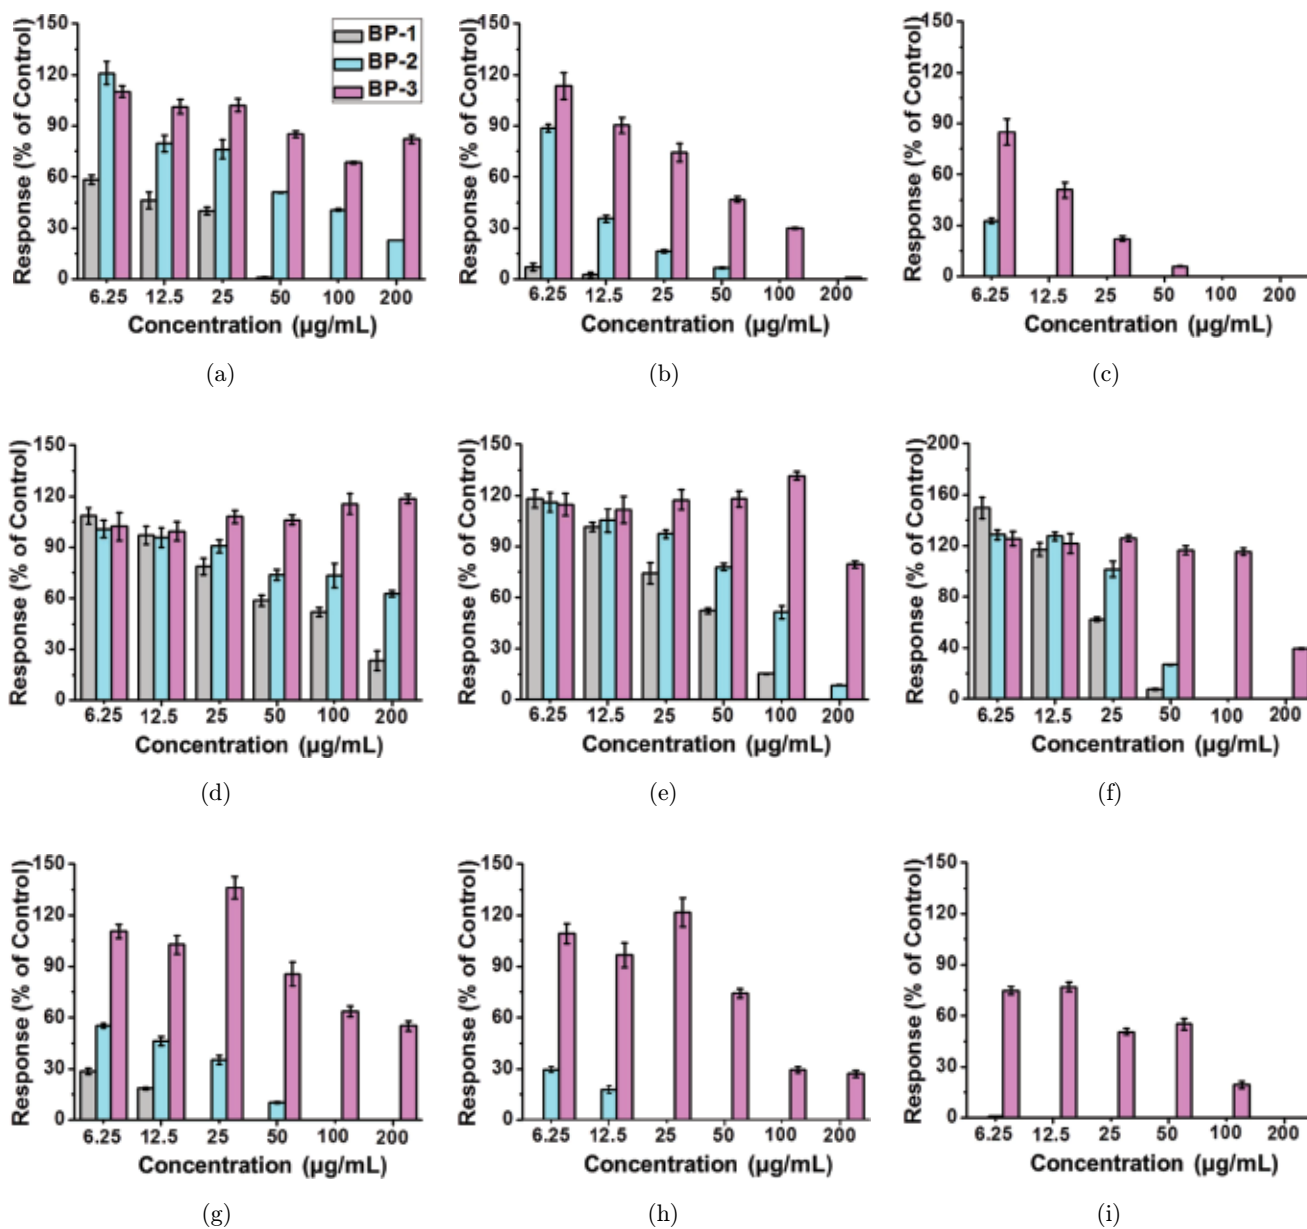 Response (% of Control)
150
120
90
60
30
0
BP-1
BP-2
BP-3
6.25 12.5 25 50 100 200
Concentration (μg/mL)
(a)
Response (% of Control)
150
120
90
60
30
0
6.25 12.5 25 50 100 200
Concentration (μg/mL)
(b)
Response (% of Control)
150
120
90
60
30
0
6.25 12.5 25 50 100 200
Concentration (μg/mL)
(c)
Response (% of Control)
150
120
90
60
30
0
6.25 12.5 25 50 100 200
Concentration (μg/mL)
(d)
Response (% of Control)
150
120
90
60
30
0
6.25 12.5 25 50 100 200
Concentration (μg/mL)
(e)
Response (% of Control)
200
160
120
80
40
0
6.25 12.5 25 50 100 200
Concentration (μg/mL)
(f)
Response (% of Control)
150
120
90
60
30
0
6.25 12.5 25 50 100 200
Concentration (μg/mL)
(g)
Response (% of Control)
150
120
90
60
30
0
6.25 12.5 25 50 100 200
Concentration (μg/mL)
(h)
Response (% of Control)
150
120
90
60
30
0
6.25 12.5 25 50 100 200
Concentration (μg/mL)
(i)